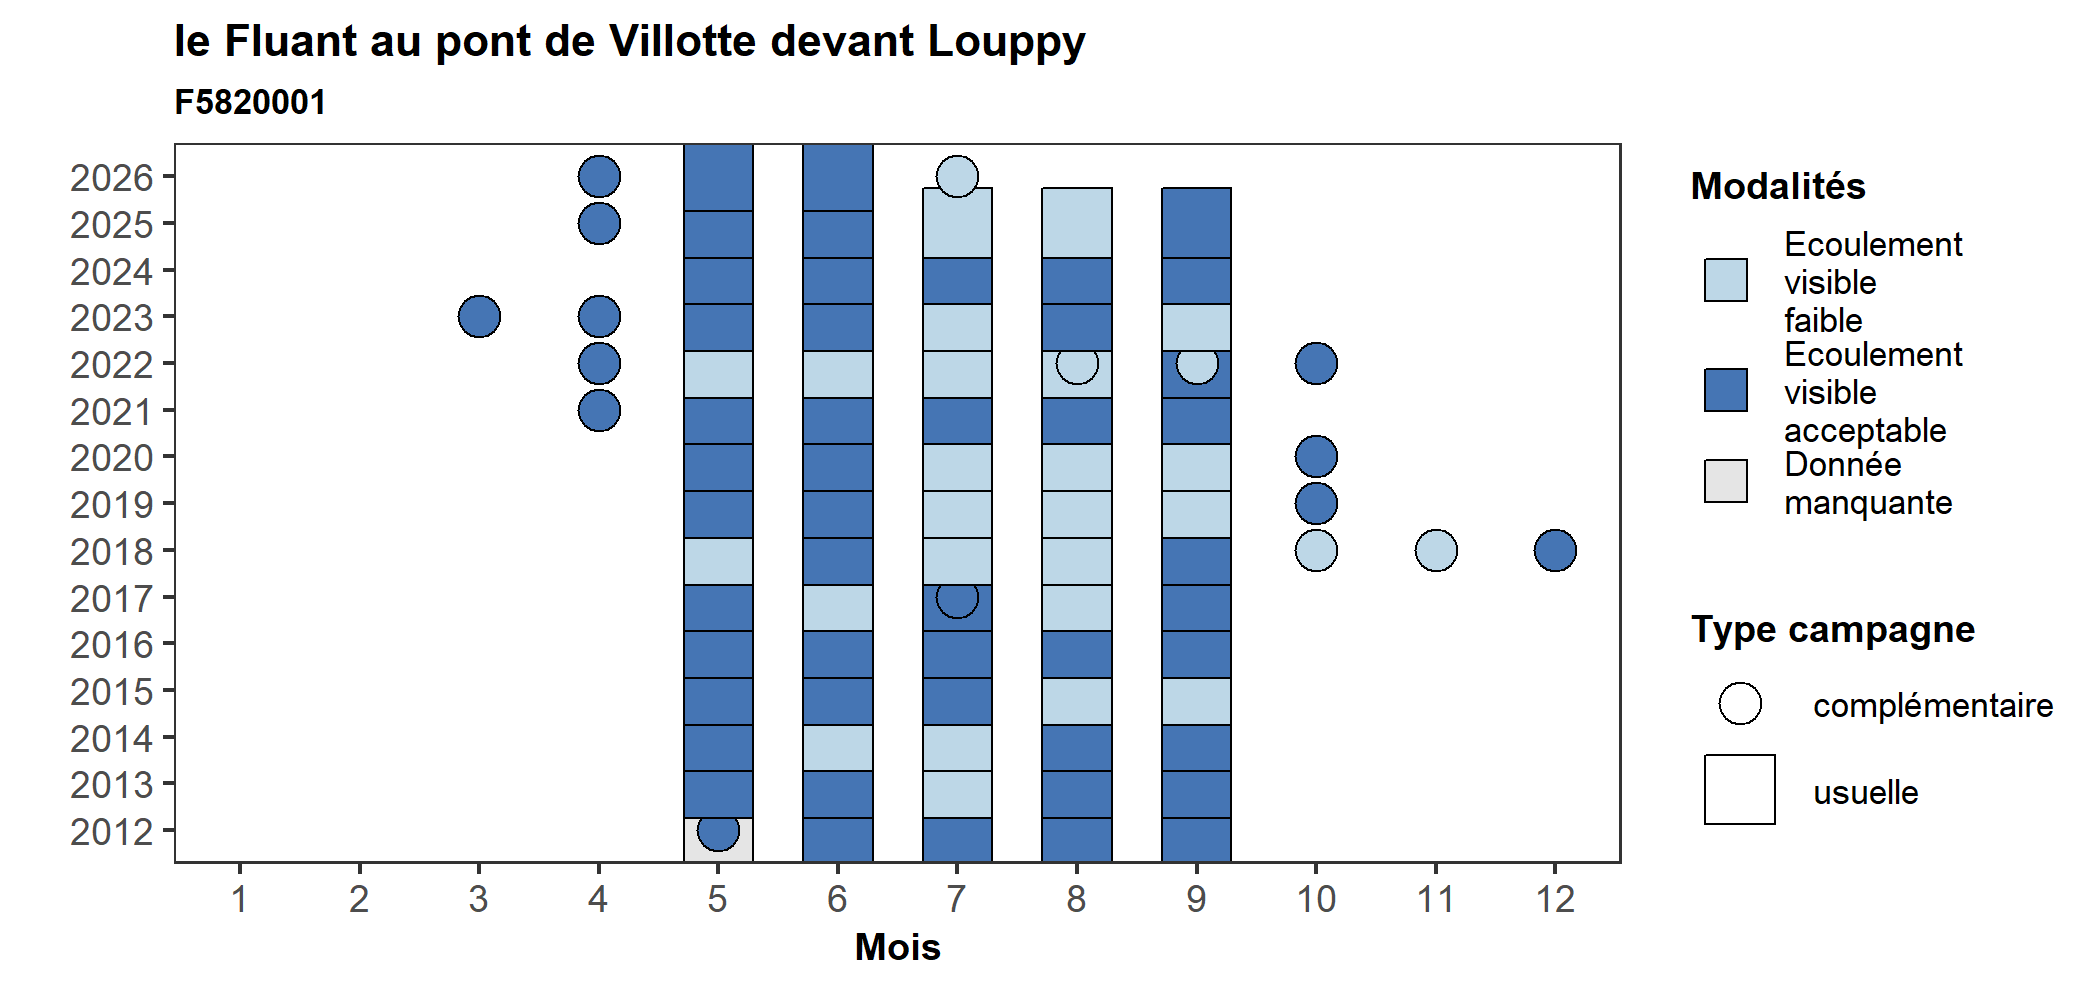 le Fluant au pont de Villotte devant Louppy
F5820001
2026
2025
2024
2023
2022
2021
2020
2019
2018
2017
2016
2015
2014
2013
2012
1 2 3 4 5 6 7 8 9 10 11 12
Mois
Modalités
Ecoulement
visible
faible
Ecoulement
visible
acceptable
Donnée
manquante
Type campagne
complémentaire
usuelle